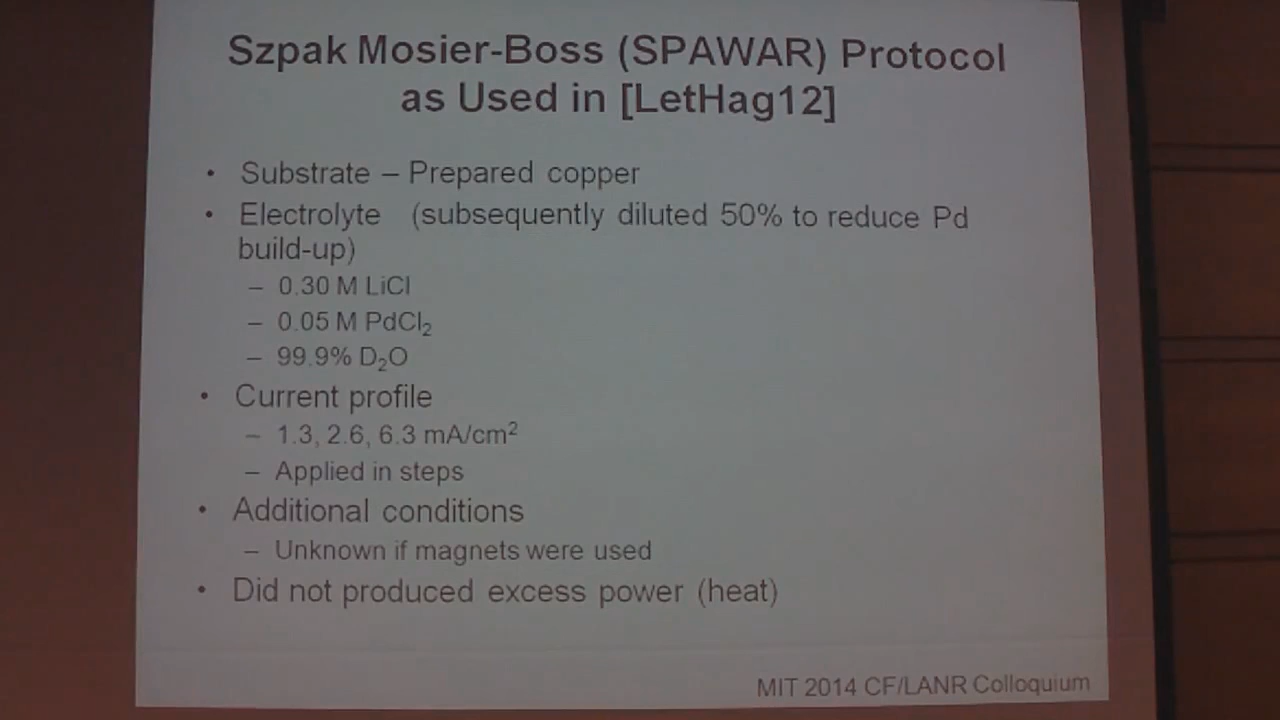 Szpak Mosier-Boss (SPAWAR) Protocol
as Used in [LetHag12]
• Substrate – Prepared copper
• Electrolyte (subsequently diluted 50% to reduce Pd
build-up)
– 0.30 M LiCl
– 0.05 M PdCl₂
– 99.9% D₂O
• Current profile
– 1.3, 2.6, 6.3 mA/cm²
– Applied in steps
• Additional conditions
– Unknown if magnets were used
• Did not produced excess power (heat)
MIT 2014 CF/LANR Colloquium